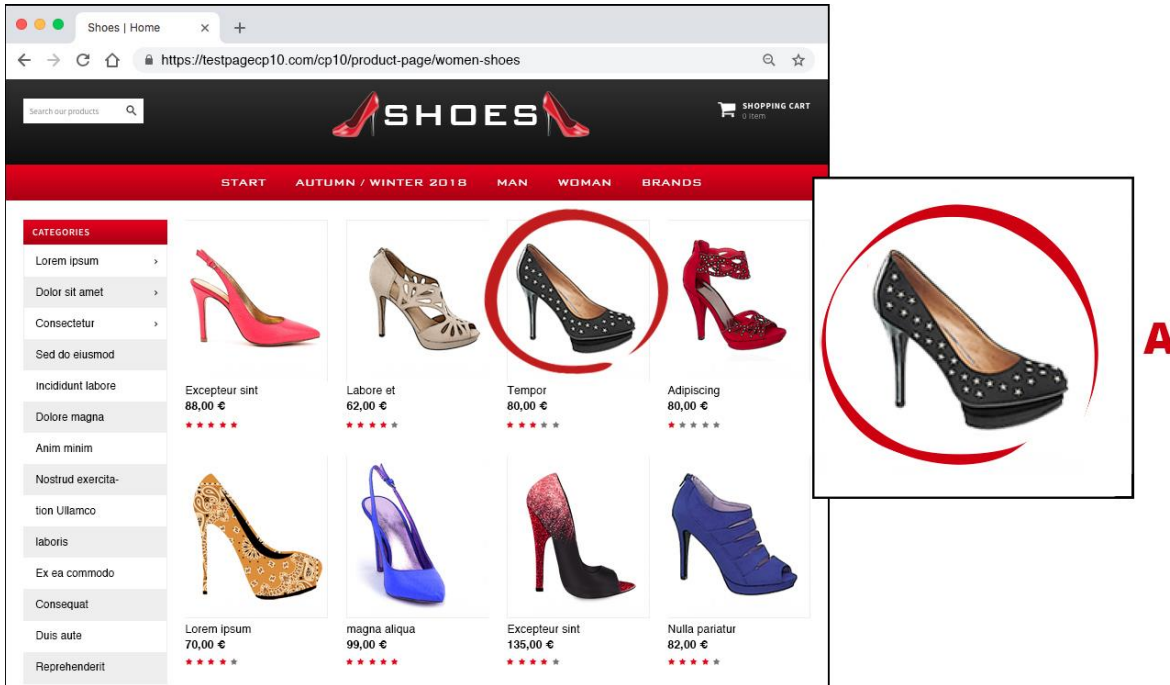 Shoes | Home
https://testpagecp10.com/cp10/product-page/women-shoes
Search our products
SHOES
SHOPPING CART
0 item
START AUTUMN / WINTER 2018 MAN WOMAN BRANDS
CATEGORIES
Lorem ipsum
Dolor sit amet
Consectetur
Sed do eiusmod
Incididunt labore
Dolore magna
Anim minim
Nostrud exercita-
tion Ullamco
laboris
Ex ea commodo
Consequat
Duis aute
Reprehenderit
Excepteur sint
88,00 €
Labore et
62,00 €
Tempor
80,00 €
Adipiscing
80,00 €
Lorem ipsum
70,00 €
magna aliqua
99,00 €
Excepteur sint
135,00 €
Nulla pariatur
82,00 €
A